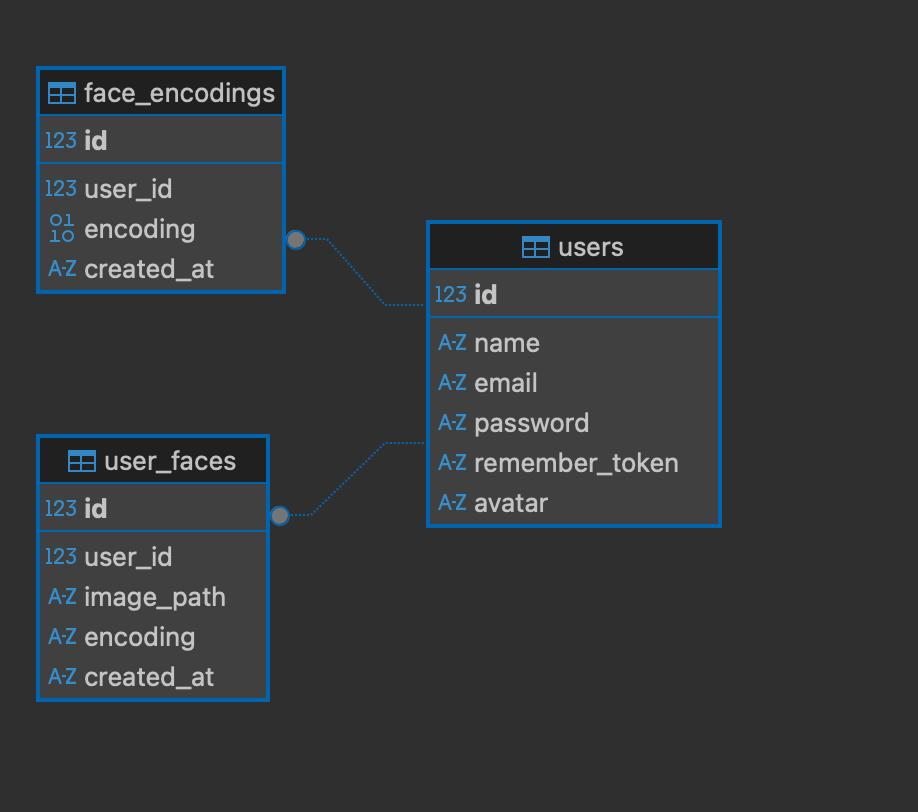 face_encodings
123 id
123 user_id
01
10 encoding
A-Z created_at
users
123 id
A-Z name
A-Z email
A-Z password
A-Z remember_token
A-Z avatar
user_faces
123 id
123 user_id
A-Z image_path
A-Z encoding
A-Z created_at